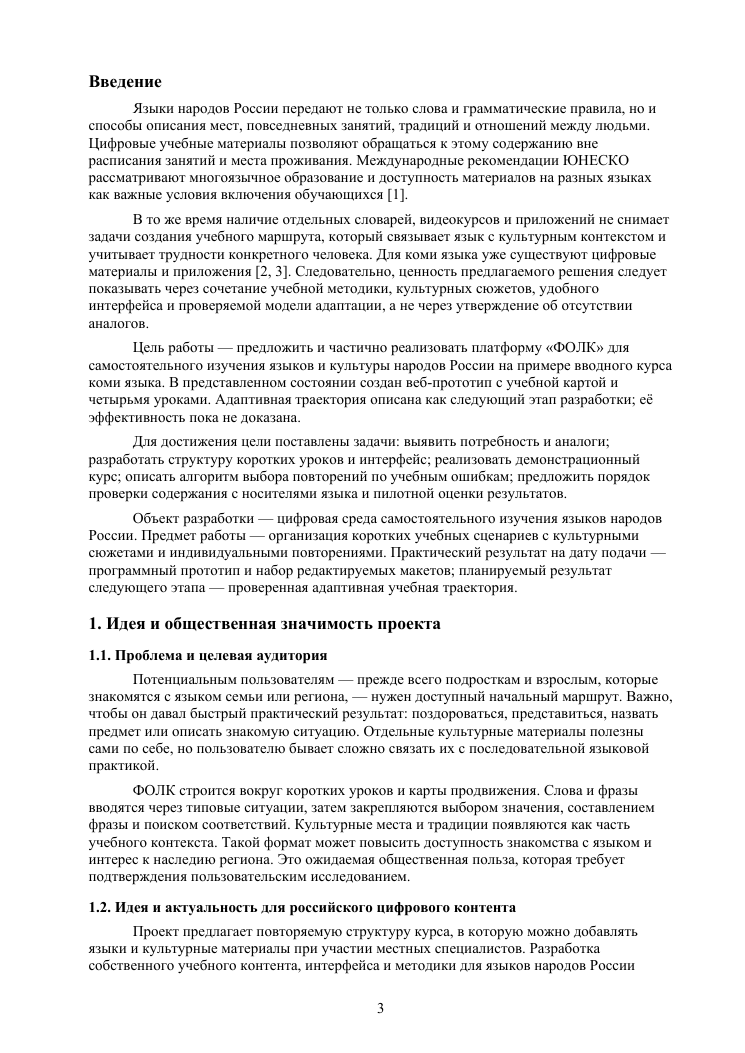 Введение
Языки народов России передают не только слова и грамматические правила, но и
способы описания мест, повседневных занятий, традиций и отношений между людьми.
Цифровые учебные материалы позволяют обращаться к этому содержанию вне
расписания занятий и места проживания. Международные рекомендации ЮНЕСКО
рассматривают многоязычное образование и доступность материалов на разных языках
как важные условия включения обучающихся [1].
В то же время наличие отдельных словарей, видеокурсов и приложений не снимает
задачи создания учебного маршрута, который связывает язык с культурным контекстом и
учитывает трудности конкретного человека. Для коми языка уже существуют цифровые
материалы и приложения [2, 3]. Следовательно, ценность предлагаемого решения следует
показывать через сочетание учебной методики, культурных сюжетов, удобного
интерфейса и проверяемой модели адаптации, а не через утверждение об отсутствии
аналогов.
Цель работы — предложить и частично реализовать платформу «ФОЛК» для
самостоятельного изучения языков и культуры народов России на примере вводного курса
коми языка. В представленном состоянии создан веб-прототип с учебной картой и
четырьмя уроками. Адаптивная траектория описана как следующий этап разработки; её
эффективность пока не доказана.
Для достижения цели поставлены задачи: выявить потребность и аналоги;
разработать структуру коротких уроков и интерфейс; реализовать демонстрационный
курс; описать алгоритм выбора повторений по учебным ошибкам; предложить порядок
проверки содержания с носителями языка и пилотной оценки результатов.
Объект разработки — цифровая среда самостоятельного изучения языков народов
России. Предмет работы — организация коротких учебных сценариев с культурными
сюжетами и индивидуальными повторениями. Практический результат на дату подачи —
программный прототип и набор редактируемых макетов; планируемый результат
следующего этапа — проверенная адаптивная учебная траектория.
1. Идея и общественная значимость проекта
1.1. Проблема и целевая аудитория
Потенциальным пользователям — прежде всего подросткам и взрослым, которые
знакомятся с языком семьи или региона, — нужен доступный начальный маршрут. Важно,
чтобы он давал быстрый практический результат: поздороваться, представиться, назвать
предмет или описать знакомую ситуацию. Отдельные культурные материалы полезны
сами по себе, но пользователю бывает сложно связать их с последовательной языковой
практикой.
ФОЛК строится вокруг коротких уроков и карты продвижения. Слова и фразы
вводятся через типовые ситуации, затем закрепляются выбором значения, составлением
фразы и поиском соответствий. Культурные места и традиции появляются как часть
учебного контекста. Такой формат может повысить доступность знакомства с языком и
интерес к наследию региона. Это ожидаемая общественная польза, которая требует
подтверждения пользовательским исследованием.
1.2. Идея и актуальность для российского цифрового контента
Проект предлагает повторяемую структуру курса, в которую можно добавлять
языки и культурные материалы при участии местных специалистов. Разработка
собственного учебного контента, интерфейса и методики для языков народов России
3